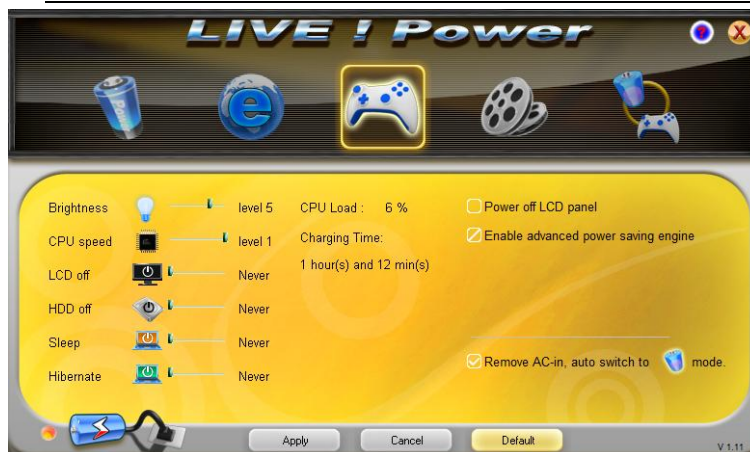 LIVE ! Power
Brightness level 5 CPU Load : 6 % Power off LCD panel
CPU speed level 1 Charging Time: Enable advanced power saving engine
LCD off Never 1 hour(s) and 12 min(s)
HDD off Never
Sleep Never
Hibernate Never Remove AC-in, auto switch to mode.
Apply Cancel Default V 1.11